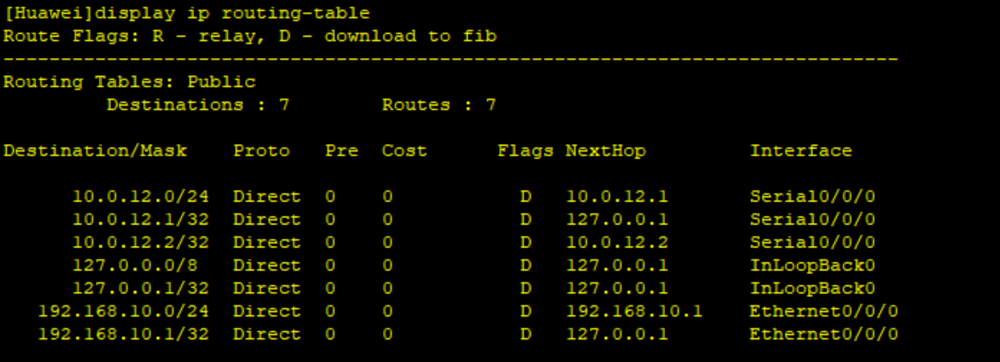 [Huawei]display ip routing-table
Route Flags: R - relay, D - download to fib
------------------------------------------------------------------------------
Routing Tables: Public
         Destinations : 7        Routes : 7
Destination/Mask    Proto   Pre  Cost      Flags NextHop         Interface
      10.0.12.0/24  Direct  0    0           D   10.0.12.1       Serial0/0/0
      10.0.12.1/32  Direct  0    0           D   127.0.0.1       Serial0/0/0
      10.0.12.2/32  Direct  0    0           D   10.0.12.2       Serial0/0/0
      127.0.0.0/8   Direct  0    0           D   127.0.0.1       InLoopBack0
      127.0.0.1/32  Direct  0    0           D   127.0.0.1       InLoopBack0
   192.168.10.0/24  Direct  0    0           D   192.168.10.1    Ethernet0/0/0
   192.168.10.1/32  Direct  0    0           D   127.0.0.1       Ethernet0/0/0